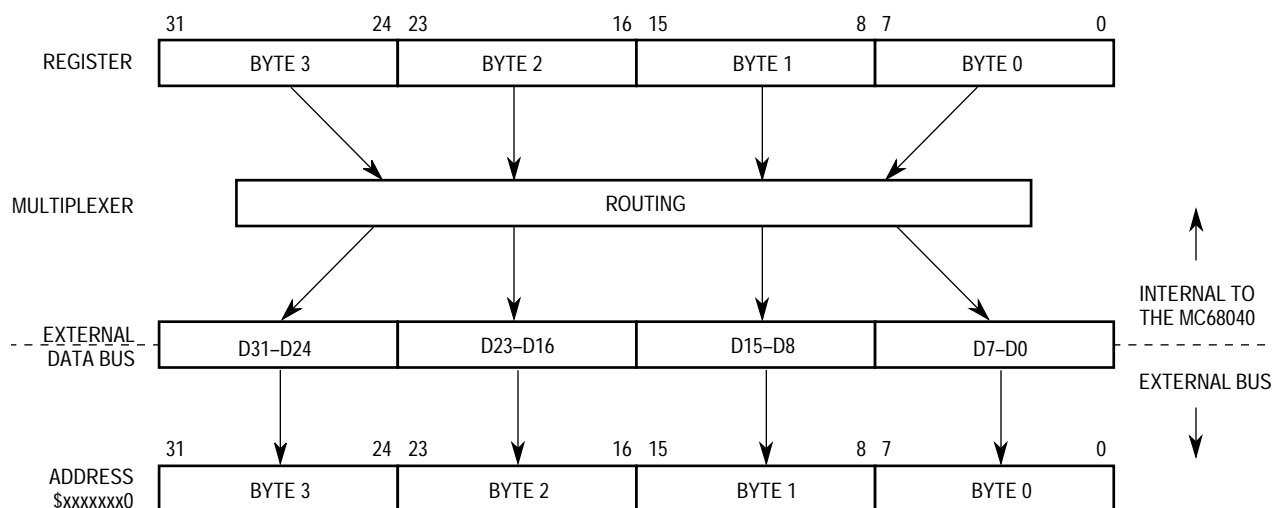 31 24 23 16 15 8 7 0
REGISTER BYTE 3 BYTE 2 BYTE 1 BYTE 0
MULTIPLEXER ROUTING
INTERNAL TO
THE MC68040
EXTERNAL
DATA BUS
D31–D24 D23–D16 D15–D8 D7–D0
EXTERNAL BUS
31 24 23 16 15 8 7 0
ADDRESS
$xxxxxxx0
BYTE 3 BYTE 2 BYTE 1 BYTE 0